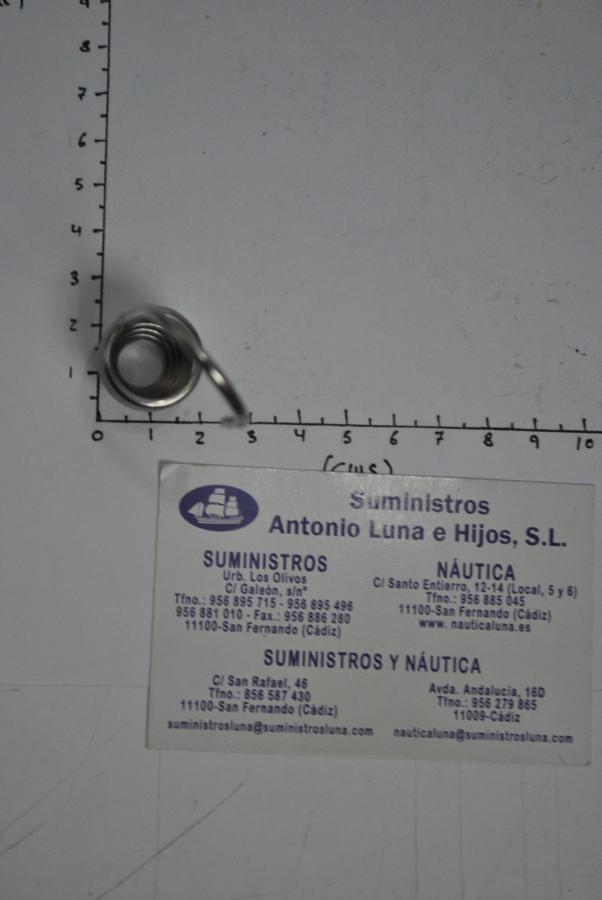 9
8
7
6
5
4
3
2
1
0 1 2 3 4 5 6 7 8 9 10
(cms)
Suministros
Antonio Luna e Hijos, S.L.
SUMINISTROS
Urb. Los Olivos
C/ Galeón, s/nº
Tfno.: 956 895 715 - 956 895 496
956 881 010 - Fax.: 956 886 280
11100-San Fernando (Cádiz)
NÁUTICA
C/ Santo Entierro, 12-14 (Local, 5 y 6)
Tfno.: 956 885 045
11100-San Fernando (Cádiz)
www. nauticaluna.es
SUMINISTROS Y NÁUTICA
C/ San Rafael, 46
Tfno.: 856 587 430
11100-San Fernando (Cádiz)
suministrosluna@suministrosluna.com
Avda. Andalucía, 16D
Tfno.: 956 279 865
11009-Cádiz
nauticaluna@suministrosluna.com